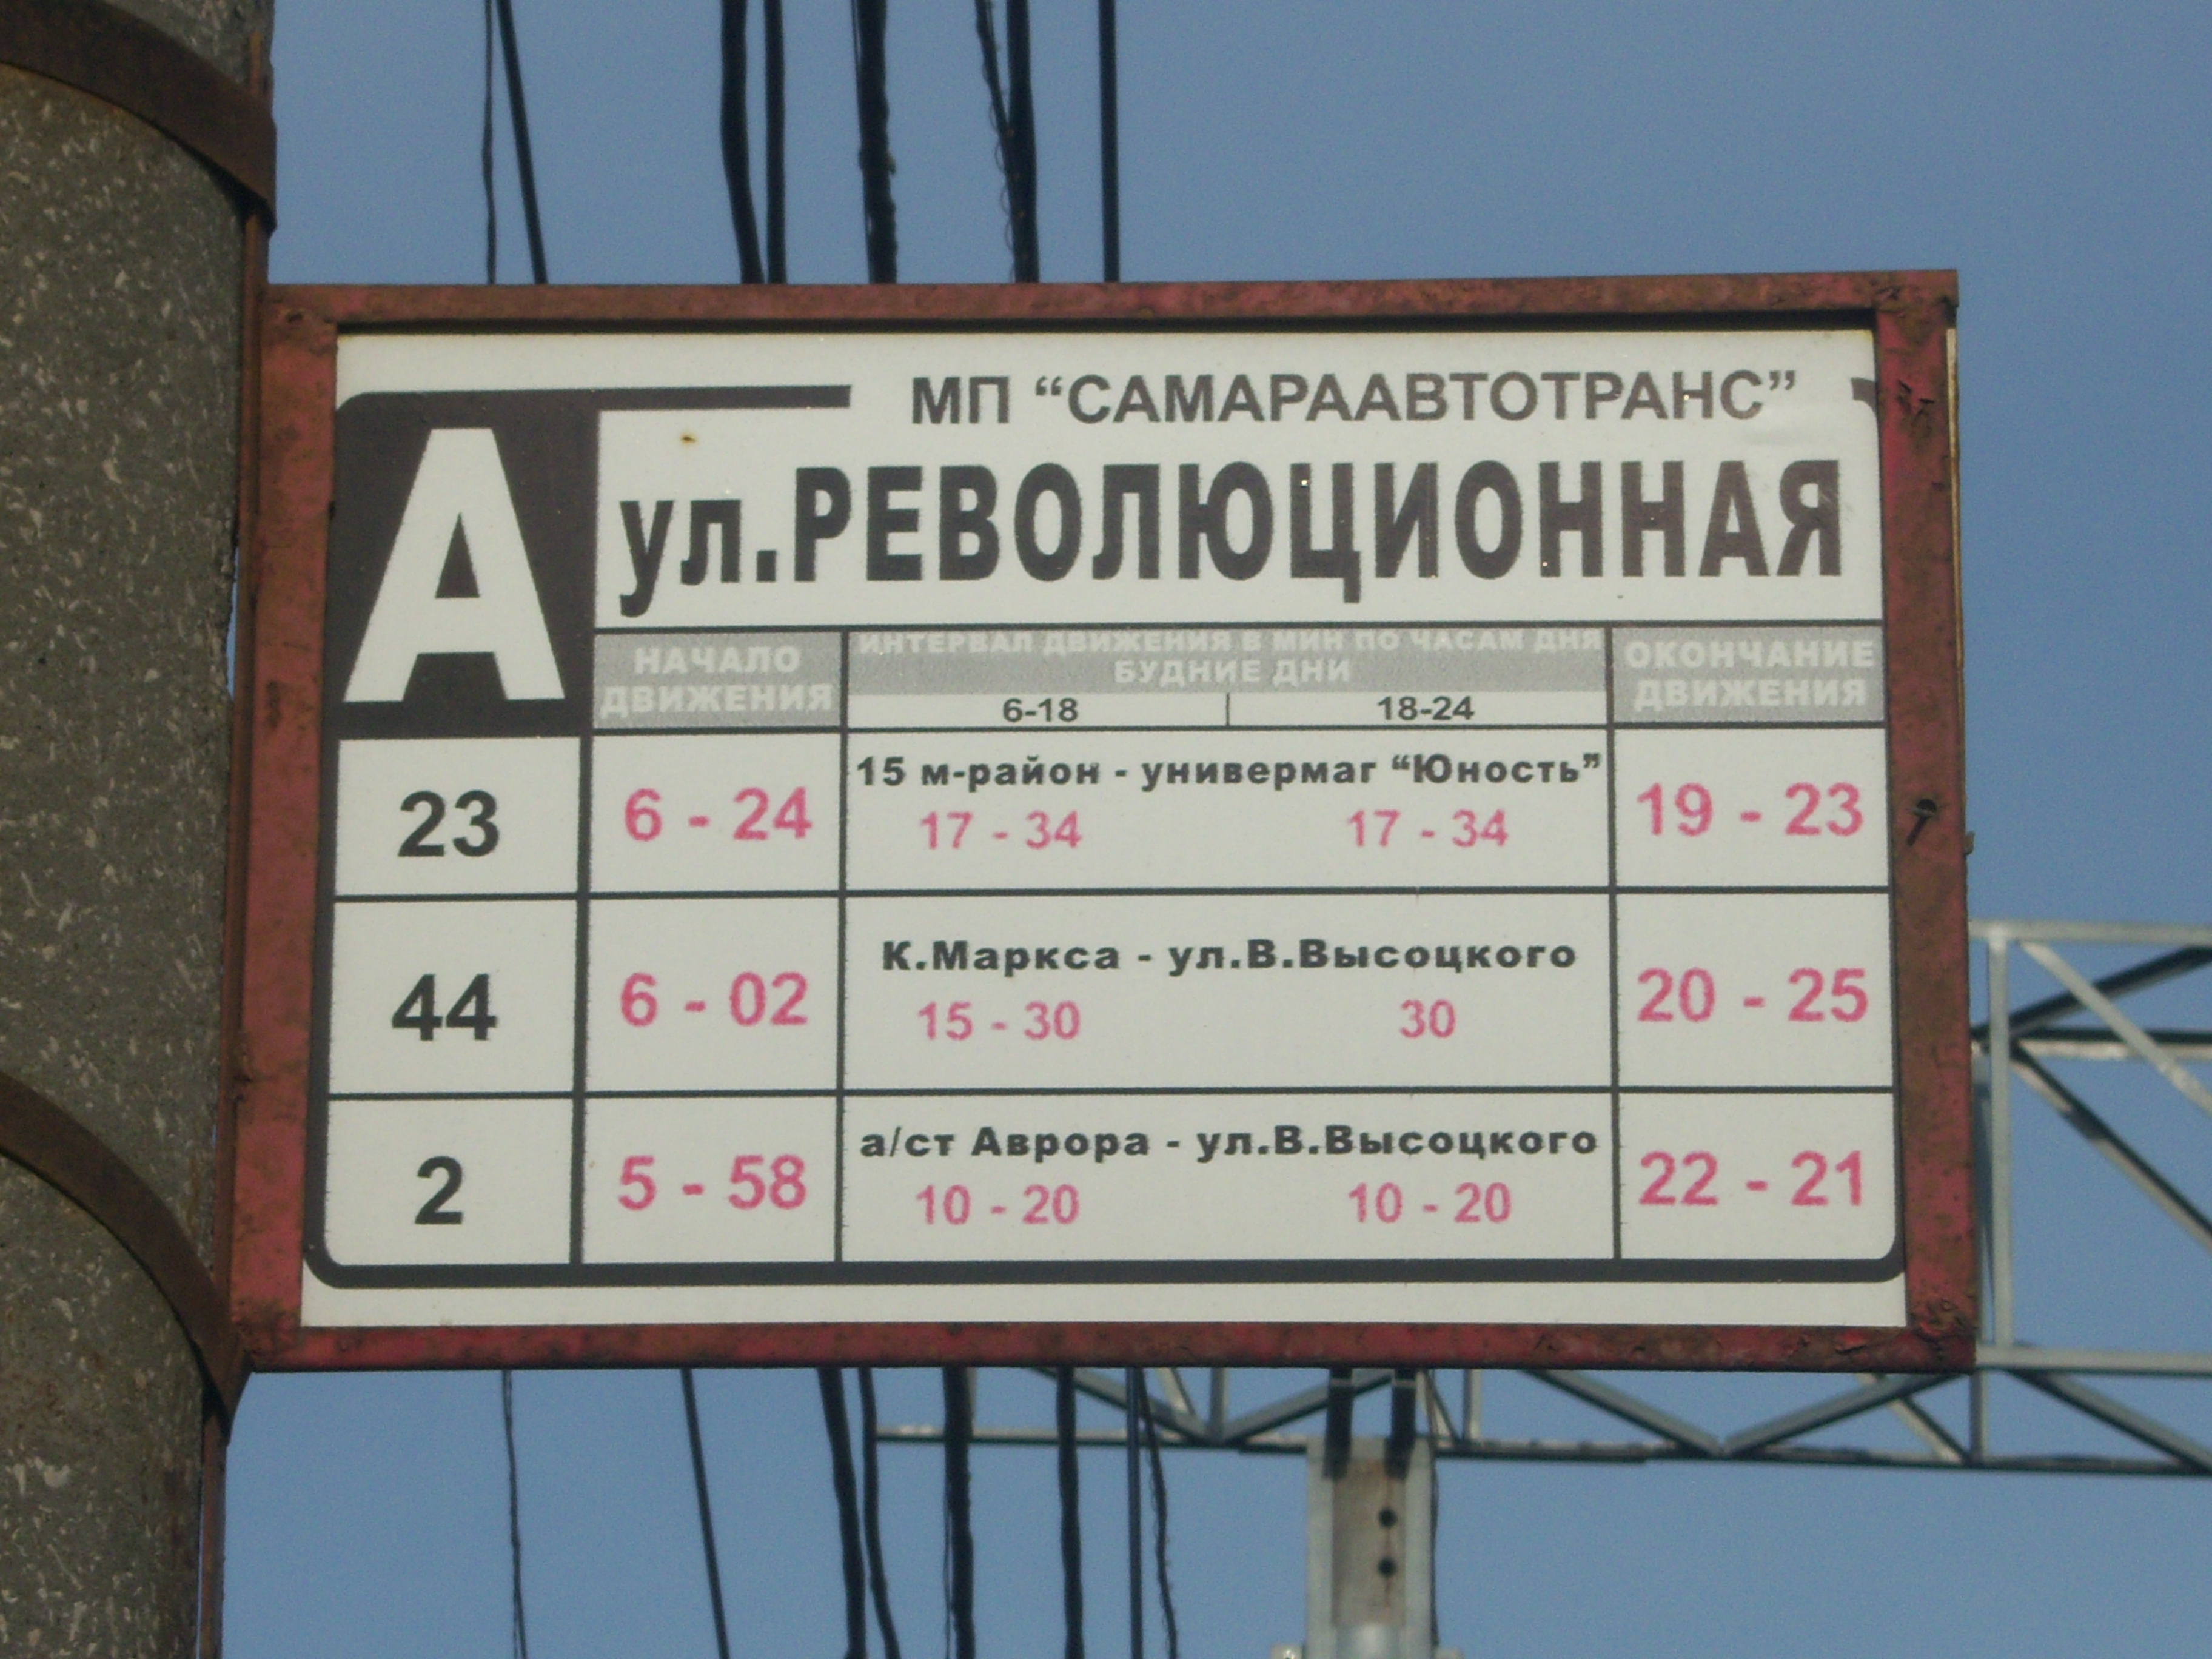 МП “САМАРААВТОТРАНС”
А ул.РЕВОЛЮЦИОННАЯ
НАЧАЛО ДВИЖЕНИЯ
ИНТЕРВАЛ ДВИЖЕНИЯ В МИН ПО ЧАСАМ ДНЯ
БУДНИЕ ДНИ
6-18 18-24
ОКОНЧАНИЕ ДВИЖЕНИЯ
15 м-район - универмаг “Юность”
23 6 - 24 17 - 34 17 - 34 19 - 23
К.Маркса - ул.В.Высоцкого
44 6 - 02 15 - 30 30 20 - 25
а/ст Аврора - ул.В.Высоцкого
2 5 - 58 10 - 20 10 - 20 22 - 21